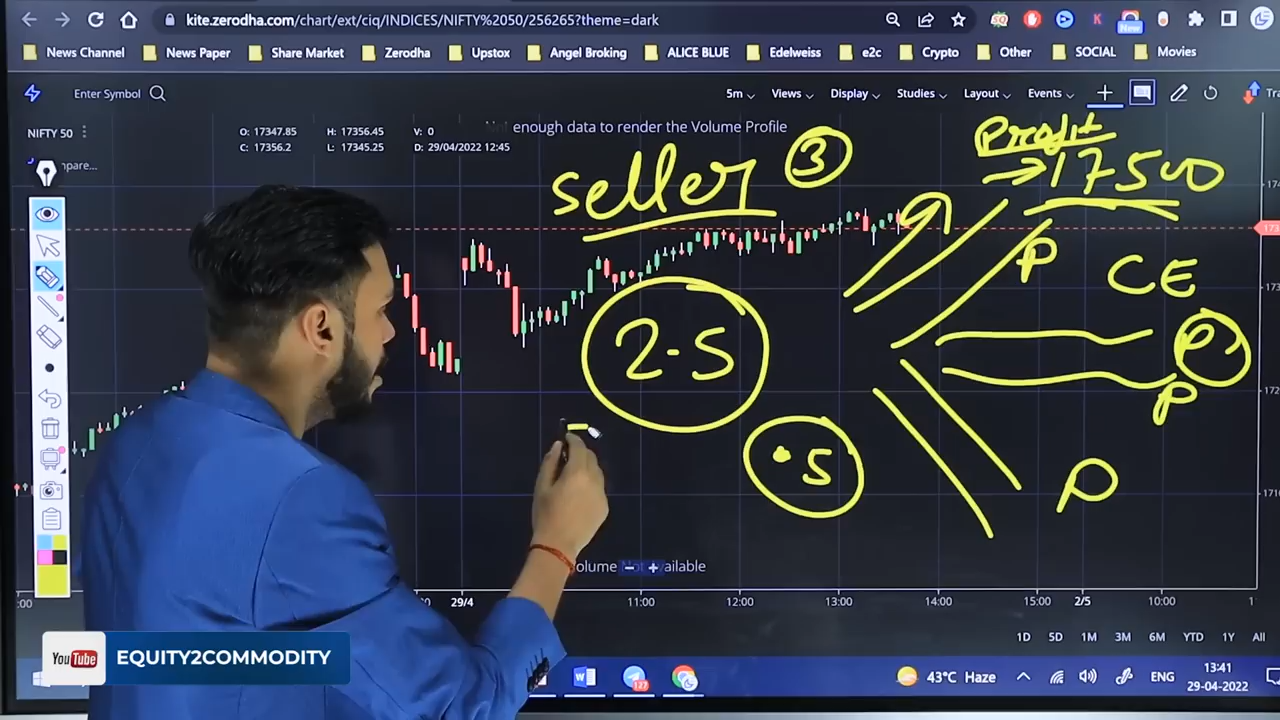 kite.zerodha.com/chart/ext/ciq/INDICES/NIFTY%2050/256265?theme=dark
New
News Channel News Paper Share Market Zerodha Upstox Angel Broking ALICE BLUE Edelweiss e2c Crypto Other SOCIAL Movies
Enter Symbol 5m Views Display Studies Layout Events
NIFTY 50 O: 17347.85 H: 17356.45 V: 0
C: 17356.2 L: 17345.25 D: 29/04/2022 12:45
enough data to render the Volume Profile
Profit
17500
seller 3
P CE
2-5 P
P
.5 P
29/4 11:00 12:00 13:00 14:00 15:00 2/5 10:00
1D 5D 1M 3M 6M YTD 1Y All
YouTube EQUITY2COMMODITY
127
43°C Haze ENG 13:41
29-04-2022